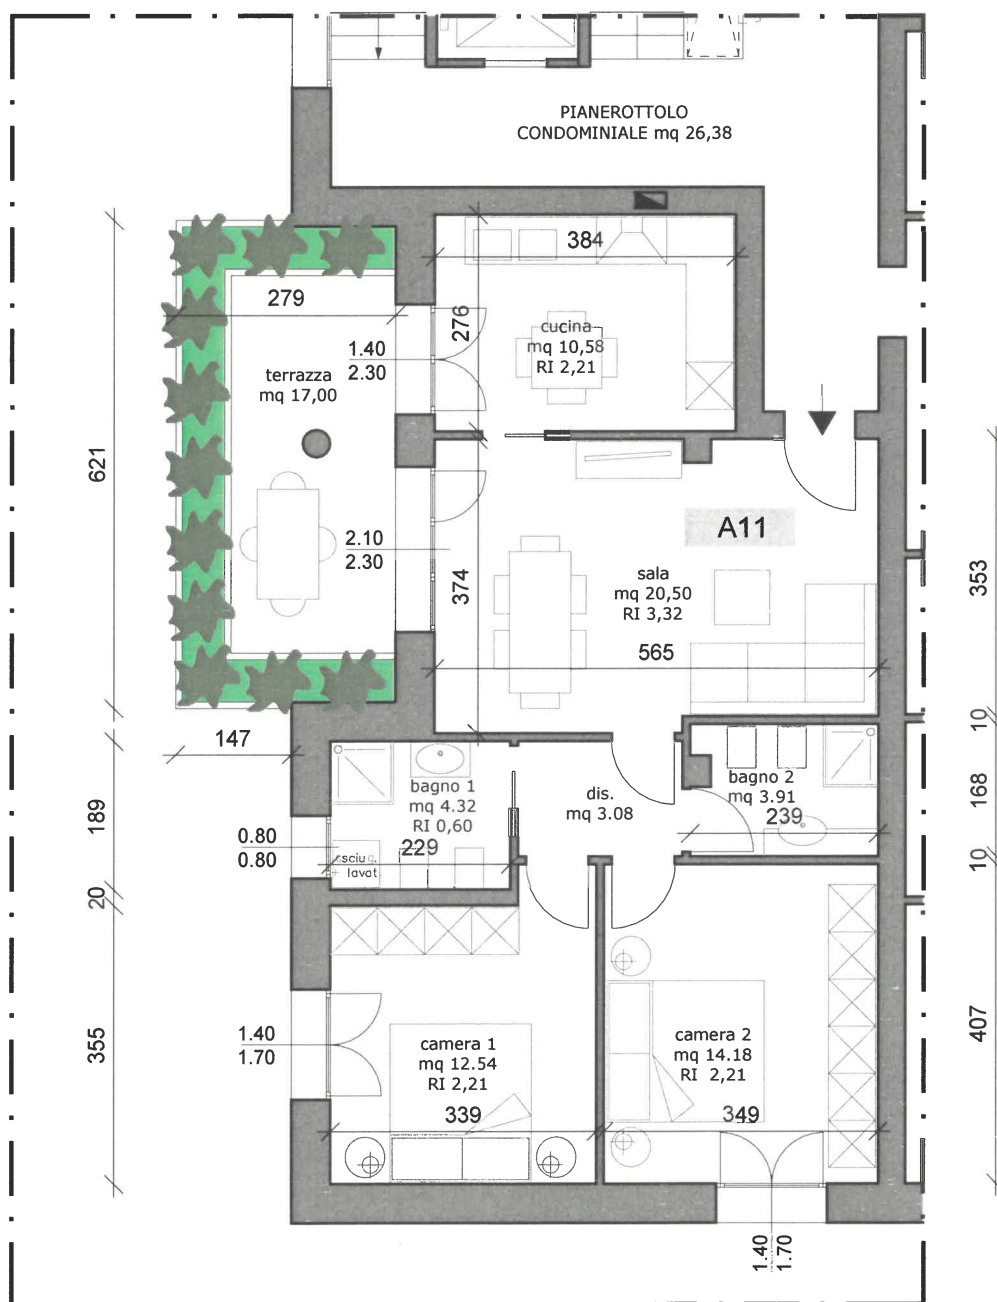 PIANEROTTOLO
CONDOMINIALE mq 26,38
384
279
276
cucina
mq 10,58
RI 2,21
1.40
2.30
terrazza
mq 17,00
621
A11
2.10
2.30
374
sala
mq 20,50
RI 3,32
353
565
147
10
bagno 1
mq 4.32
RI 0,60
dis.
mq 3.08
bagno 2
mq 3.91
239
189
168
0.80
0.80
229
asciug.
lavat.
20
10
355
407
1.40
1.70
camera 1
mq 12.54
RI 2,21
339
camera 2
mq 14.18
RI 2,21
349
1.40
1.70